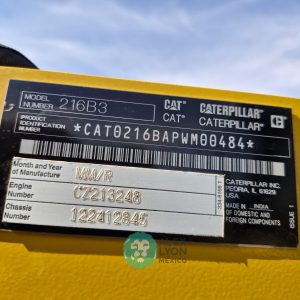 MODEL NUMBER 216B3 CAT® CATERPILLAR®
CAT® CATERPILLAR®
PRODUCT IDENTIFICATION NUMBER
*CAT0216BAPWM00484*
Month and Year of Manufacture MM/R
Engine Number C7213248
Chassis Number 122412845
CATERPILLAR INC.
PEORIA, IL 61629
MADE IN INDIA
OF DOMESTIC AND
FOREIGN COMPONENTS
ISSUE 1
LYON
MEXICO